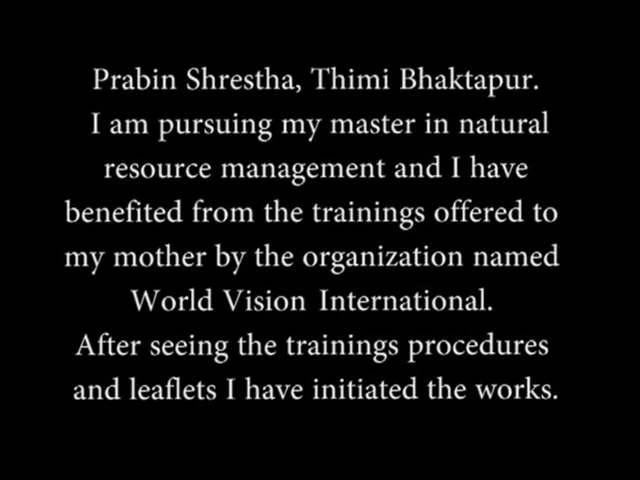 Prabin Shrestha, Thimi Bhaktapur.
I am pursuing my master in natural
resource management and I have
benefited from the trainings offered to
my mother by the organization named
World Vision International.
After seeing the trainings procedures
and leaflets I have initiated the works.